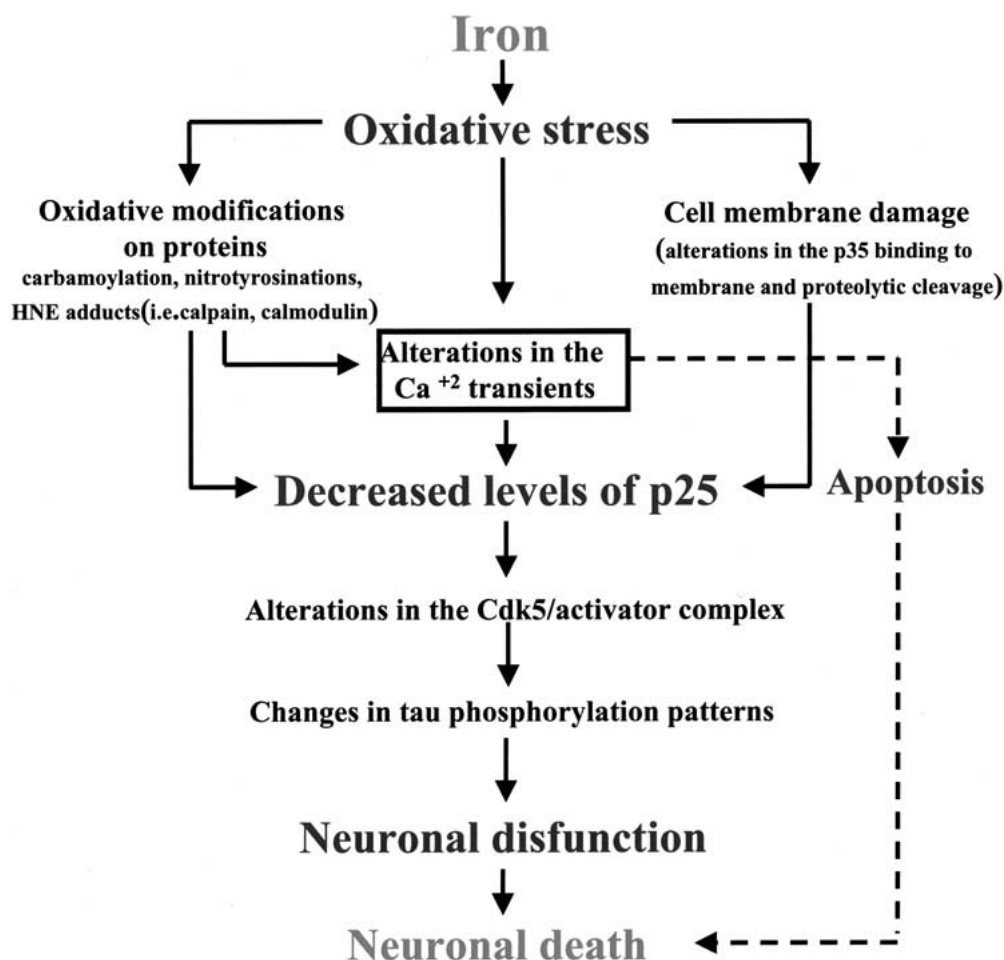 Iron
Oxidative stress
Oxidative modifications
on proteins
carbamoylation, nitrotyrosinations,
HNE adducts(i.e.calpain, calmodulin)
Cell membrane damage
(alterations in the p35 binding to
membrane and proteolytic cleavage)
Alterations in the
Ca +2 transients
Decreased levels of p25
Apoptosis
Alterations in the Cdk5/activator complex
Changes in tau phosphorylation patterns
Neuronal disfunction
Neuronal death